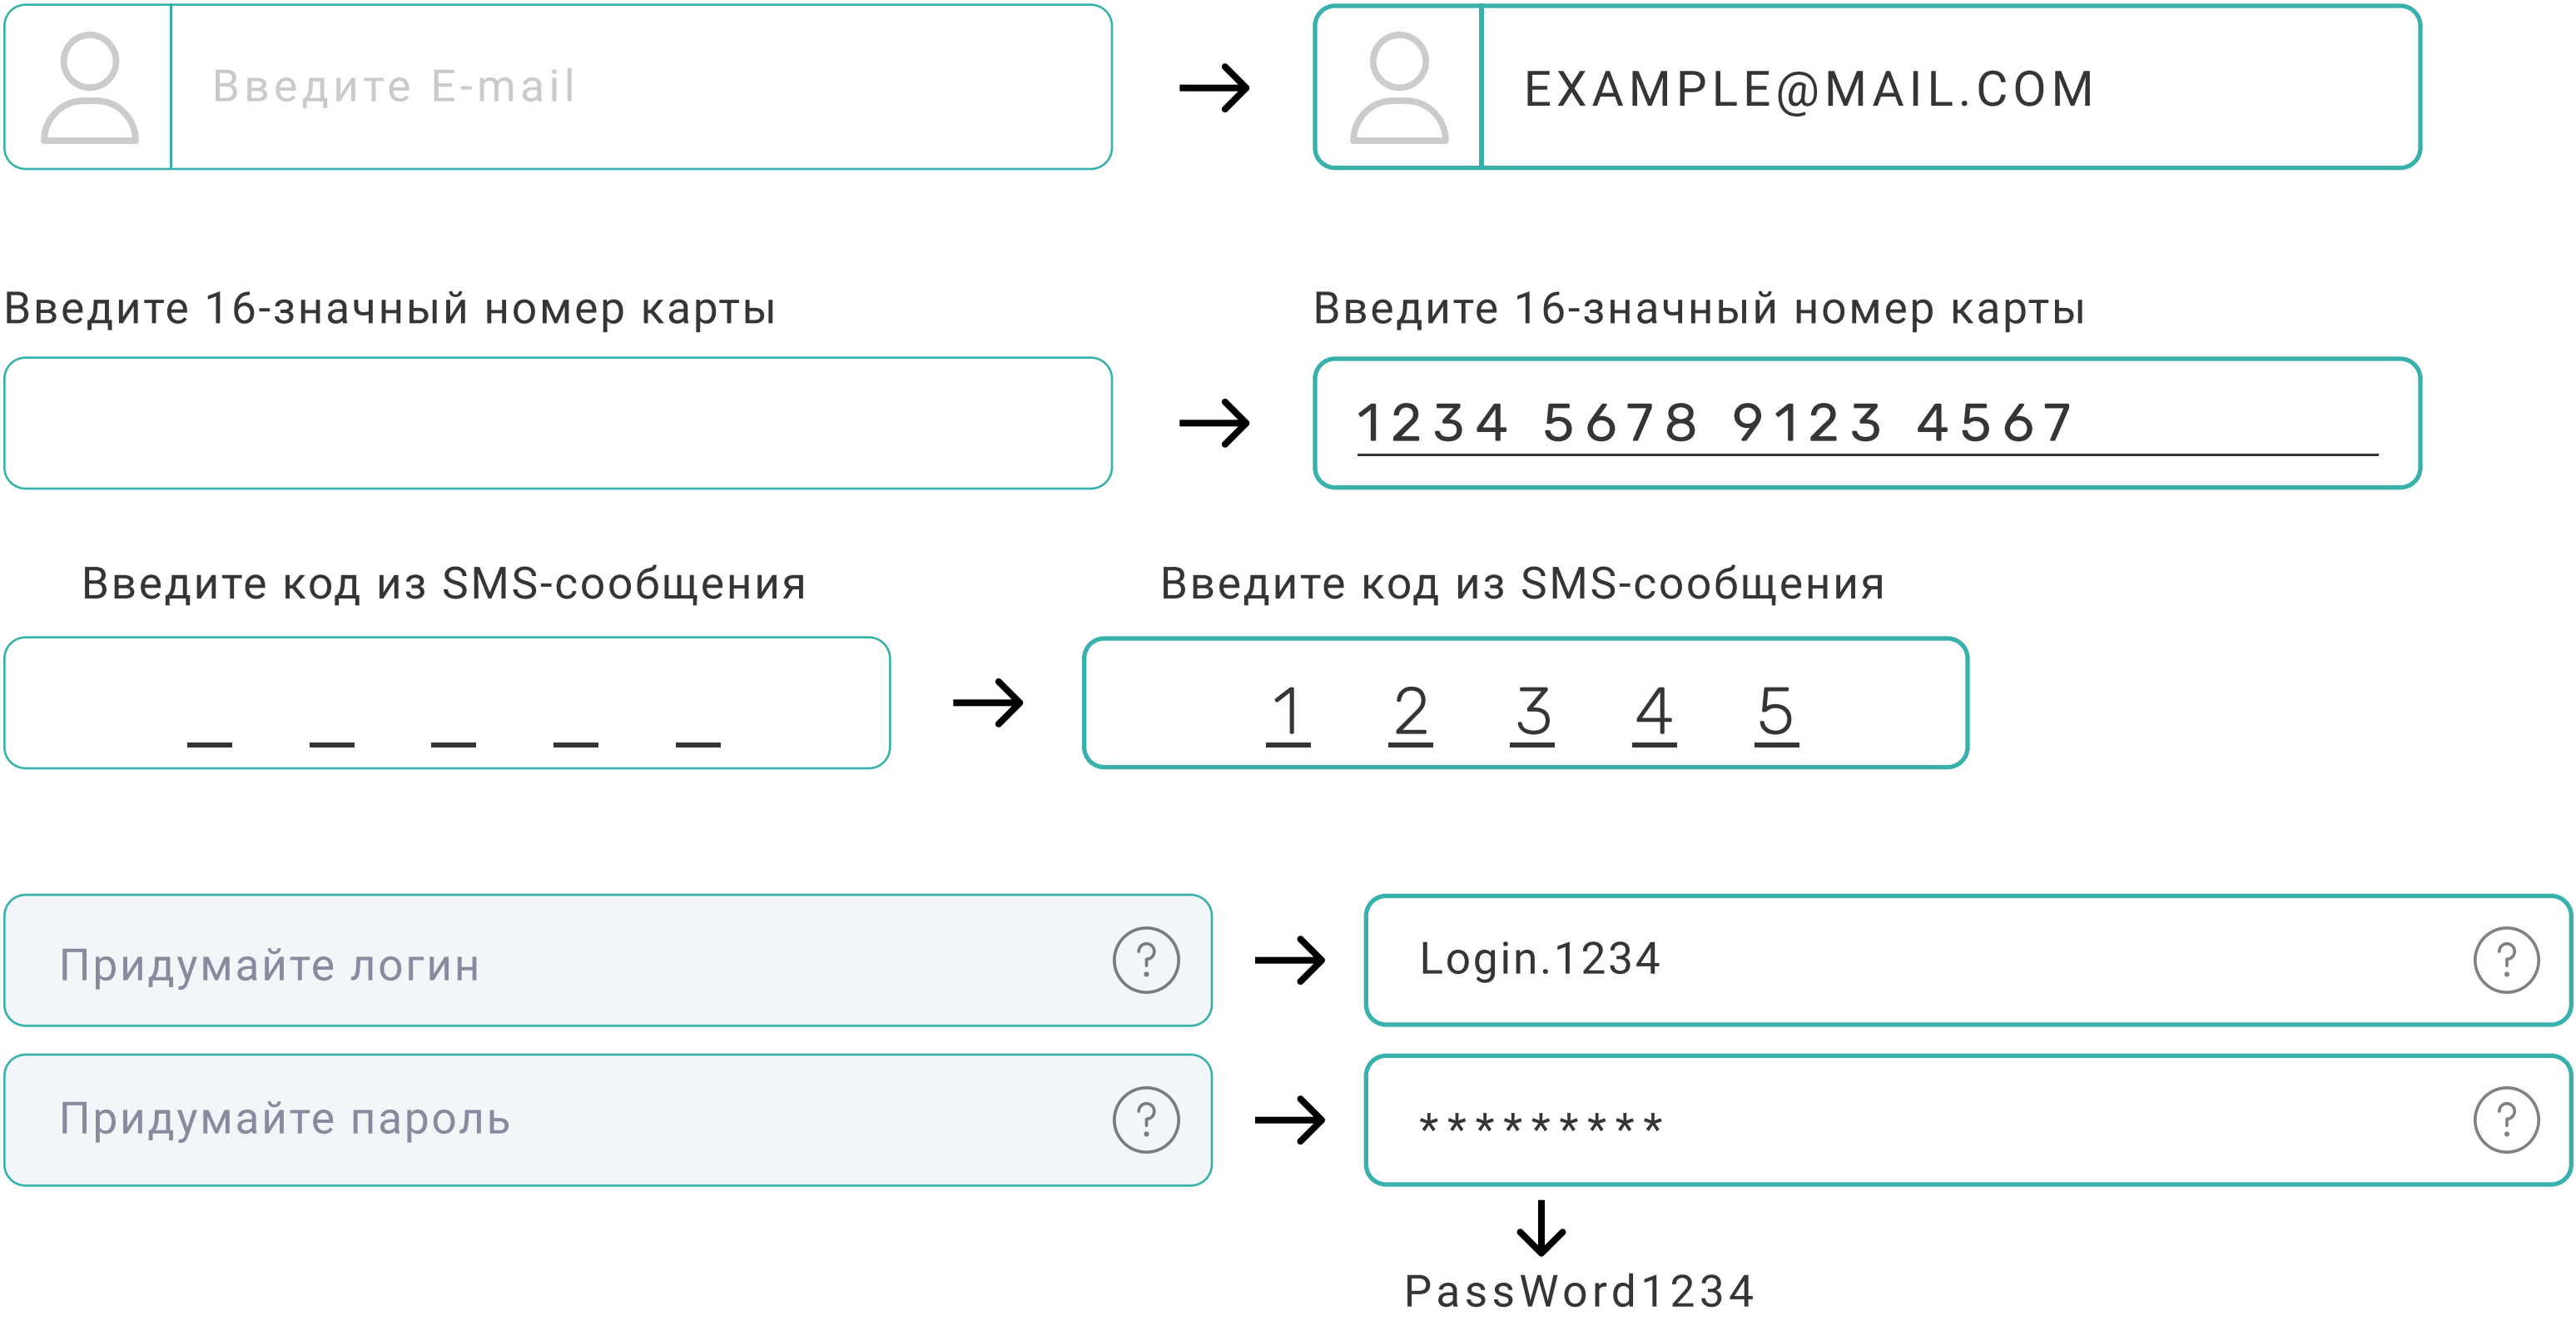 Введите E-mail
EXAMPLE@MAIL.COM
Введите 16-значный номер карты
Введите 16-значный номер карты
1234 5678 9123 4567
Введите код из SMS-сообщения
Введите код из SMS-сообщения
_ _ _ _ _
1 2 3 4 5
Придумайте логин ?
Login.1234 ?
Придумайте пароль ?
********* ?
PassWord1234